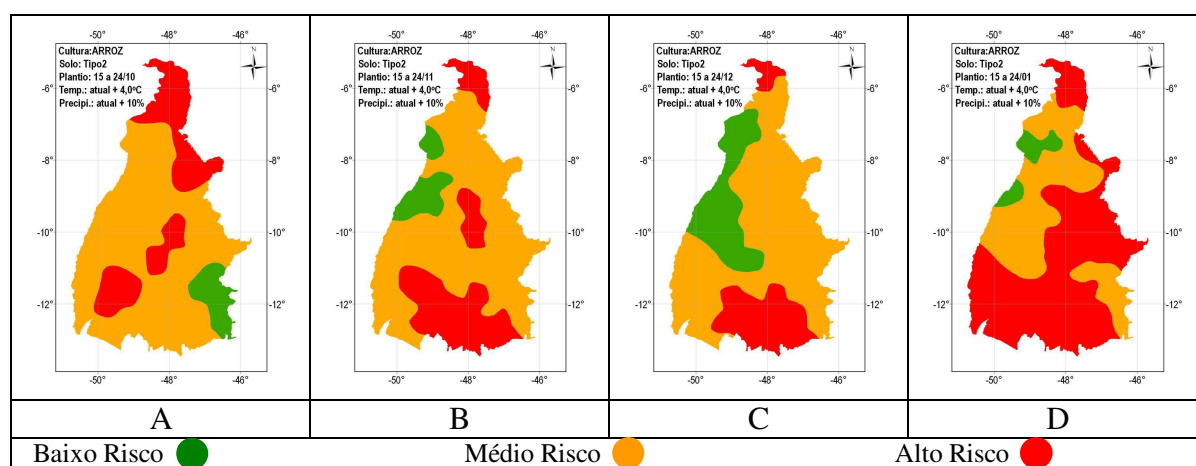 -50° -48° -46°
Cultura:ARROZ
Solo: Tipo2
Plantio: 15 a 24/10
Temp.: atual + 4,0ºC
Precipi.: atual + 10%
N
-6° -6°
-8° -8°
-10° -10°
-12° -12°
-50° -48° -46°
A
-50° -48° -46°
Cultura:ARROZ
Solo: Tipo2
Plantio: 15 a 24/11
Temp.: atual + 4,0ºC
Precipi.: atual + 10%
N
-6° -6°
-8° -8°
-10° -10°
-12° -12°
-50° -48° -46°
B
-50° -48° -46°
Cultura:ARROZ
Solo: Tipo2
Plantio: 15 a 24/12
Temp.: atual + 4,0ºC
Precipi.: atual + 10%
N
-6° -6°
-8° -8°
-10° -10°
-12° -12°
-50° -48° -46°
C
-50° -48° -46°
Cultura:ARROZ
Solo: Tipo2
Plantio: 15 a 24/01
Temp.: atual + 4,0ºC
Precipi.: atual + 10%
N
-6° -6°
-8° -8°
-10° -10°
-12° -12°
-50° -48° -46°
D
Baixo Risco Médio Risco Alto Risco